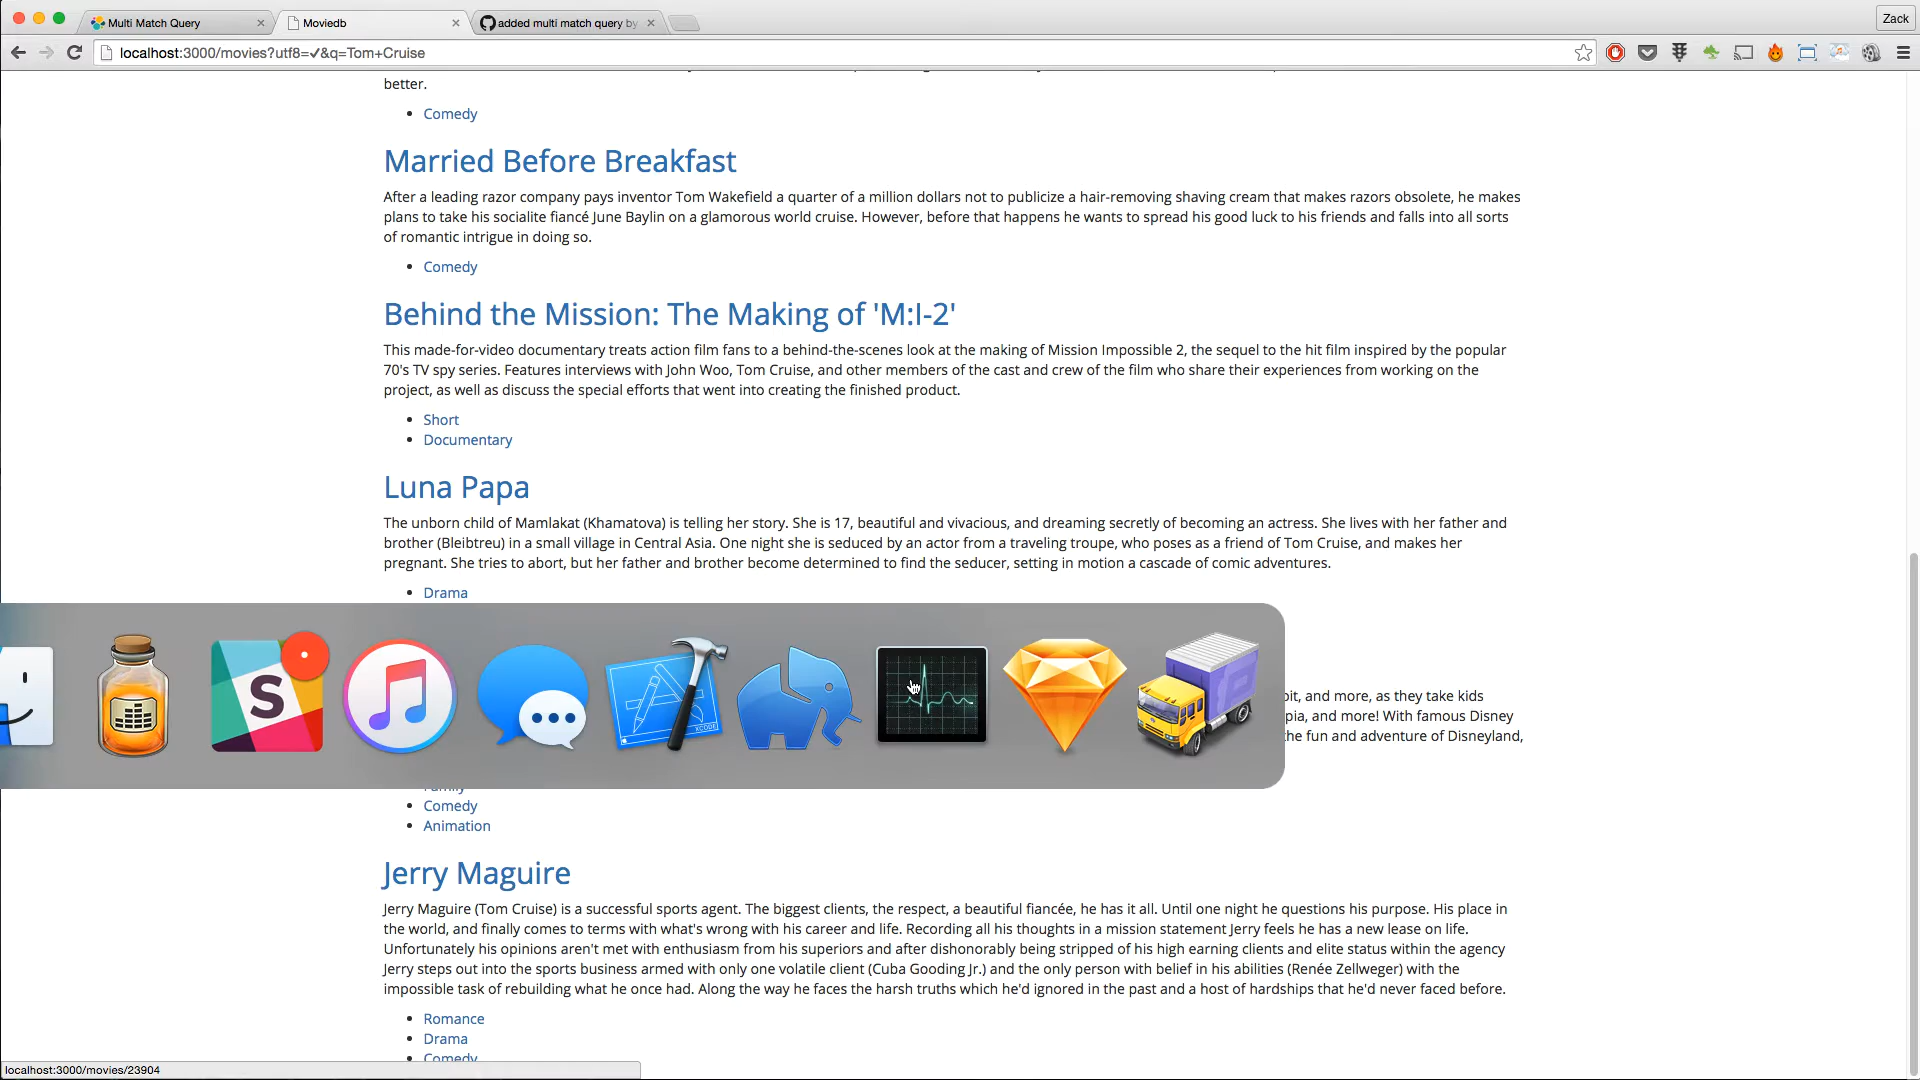 Multi Match Query
Moviedb
added multi match query by
Zack
localhost:3000/movies?utf8=✓&q=Tom+Cruise
better.
Comedy
Married Before Breakfast
After a leading razor company pays inventor Tom Wakefield a quarter of a million dollars not to publicize a hair-removing shaving cream that makes razors obsolete, he makes
plans to take his socialite fiancé June Baylin on a glamorous world cruise. However, before that happens he wants to spread his good luck to his friends and falls into all sorts
of romantic intrigue in doing so.
Comedy
Behind the Mission: The Making of 'M:I-2'
This made-for-video documentary treats action film fans to a behind-the-scenes look at the making of Mission Impossible 2, the sequel to the hit film inspired by the popular
70's TV spy series. Features interviews with John Woo, Tom Cruise, and other members of the cast and crew of the film who share their experiences from working on the
project, as well as discuss the special efforts that went into creating the finished product.
Short
Documentary
Luna Papa
The unborn child of Mamlakat (Khamatova) is telling her story. She is 17, beautiful and vivacious, and dreaming secretly of becoming an actress. She lives with her father and
brother (Bleibtreu) in a small village in Central Asia. One night she is seduced by an actor from a traveling troupe, who poses as a friend of Tom Cruise, and makes her
pregnant. She tries to abort, but her father and brother become determined to find the seducer, setting in motion a cascade of comic adventures.
Drama
S
XCODE
bit, and more, as they take kids
pia, and more! With famous Disney
the fun and adventure of Disneyland,
Family
Comedy
Animation
Jerry Maguire
Jerry Maguire (Tom Cruise) is a successful sports agent. The biggest clients, the respect, a beautiful fiancée, he has it all. Until one night he questions his purpose. His place in
the world, and finally comes to terms with what's wrong with his career and life. Recording all his thoughts in a mission statement Jerry feels he has a new lease on life.
Unfortunately his opinions aren't met with enthusiasm from his superiors and after dishonorably being stripped of his high earning clients and elite status within the agency
Jerry steps out into the sports business armed with only one volatile client (Cuba Gooding Jr.) and the only person with belief in his abilities (Renée Zellweger) with the
impossible task of rebuilding what he once had. Along the way he faces the harsh truths which he'd ignored in the past and a host of hardships that he'd never faced before.
Romance
Drama
Comedy
localhost:3000/movies/23904